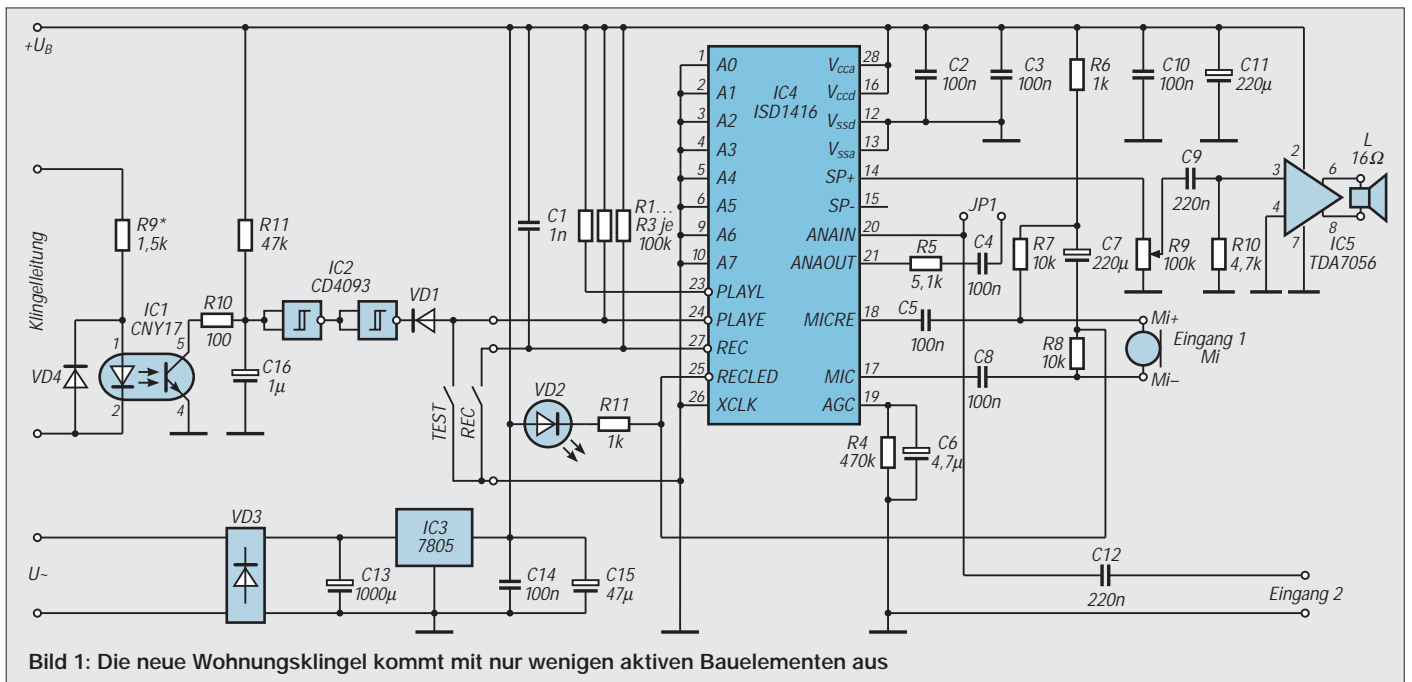 +U_B
Klingelleitung
R9*
1,5k
IC1
CNY17
1
5
2
4
VD4
R10
100
R11
47k
C16
1µ
IC2
CD4093
VD1
TEST
REC
C1
1n
R1…
R3 je
100k
VD2
R11
1k
U~
VD3
C13
1000µ
IC3
7805
C14
100n
C15
47µ
IC4
ISD1416
1 A0
2 A1
3 A2
4 A3
5 A4
6 A5
9 A6
10 A7
23 PLAYL
24 PLAYE
27 REC
25 RECLED
26 XCLK
Vcca 28
Vccd 16
Vssd 12
Vssa 13
SP+ 14
SP- 15
ANAIN 20
ANAOUT 21
MICRE 18
MIC 17
AGC 19
C2
100n
C3
100n
R6
1k
C10
100n
C11
220µ
JP1
R5
5,1k
C4
100n
R7
10k
C7
220µ
R9
100k
C9
220n
R10
4,7k
2
3
4
7
6
8
L
16Ω
IC5
TDA7056
C5
100n
C8
100n
R8
10k
Mi+
Eingang 1
Mi
Mi–
R4
470k
C6
4,7µ
C12
220n
Eingang 2
Bild 1: Die neue Wohnungsklingel kommt mit nur wenigen aktiven Bauelementen aus